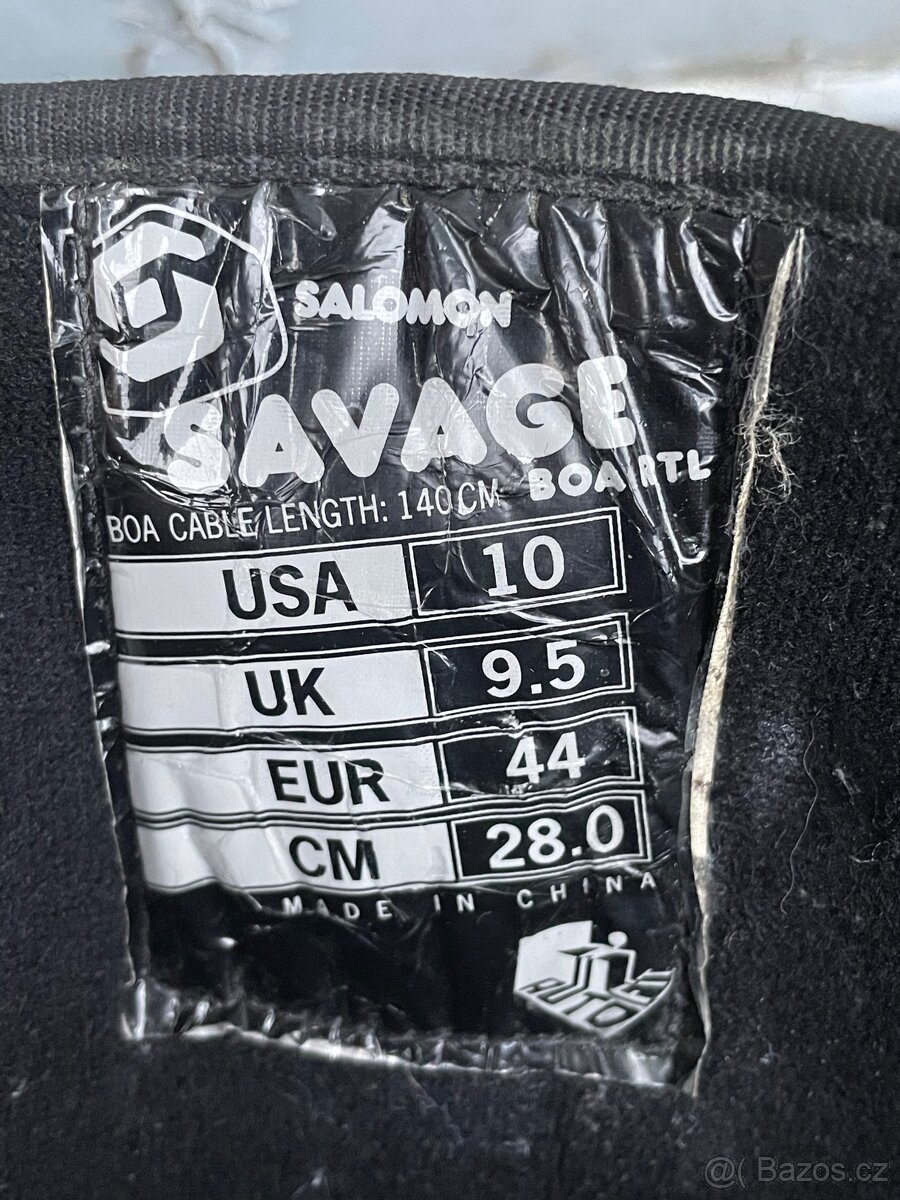 SALOMON
SAVAGE
BOA RTL
BOA CABLE LENGTH: 140 CM
USA 10
UK 9.5
EUR 44
CM 28.0
MADE IN CHINA
AUTOFIT
@( Bazos.cz